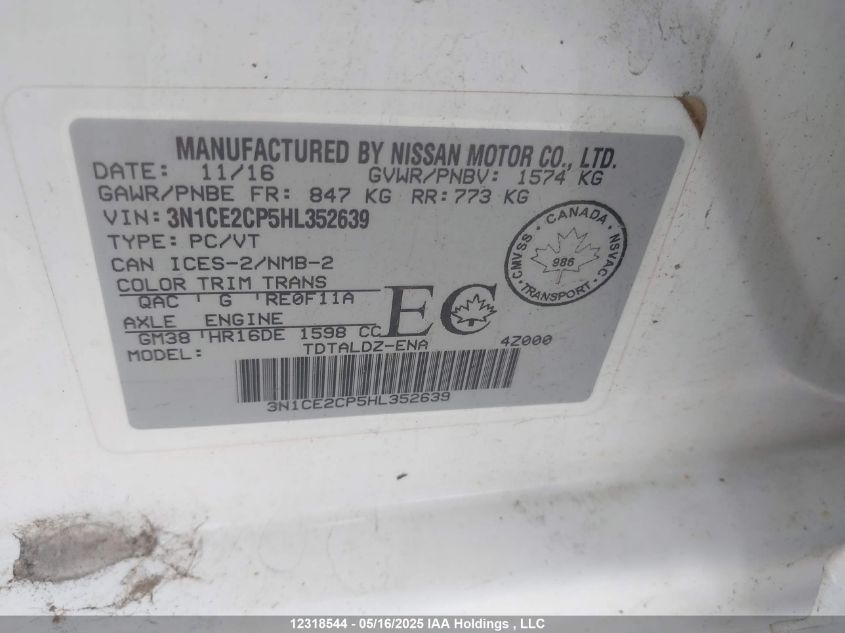 MANUFACTURED BY NISSAN MOTOR CO., LTD.
DATE: 11/16 GVWR/PNBV: 1574 KG
GAWR/PNBE FR: 847 KG RR: 773 KG
VIN: 3N1CE2CP5HL352639
TYPE: PC/VT
CAN ICES-2/NMB-2
COLOR TRIM TRANS
QAC G RE0F11A
AXLE ENGINE
GM38 HR16DE 1598 CC
MODEL: TDTALDZ-ENA 4Z000
EC
CANADA
CMVSS
NSVAC
986
TRANSPORT
3N1CE2CP5HL352639
12318544 - 05/16/2025 IAA Holdings , LLC